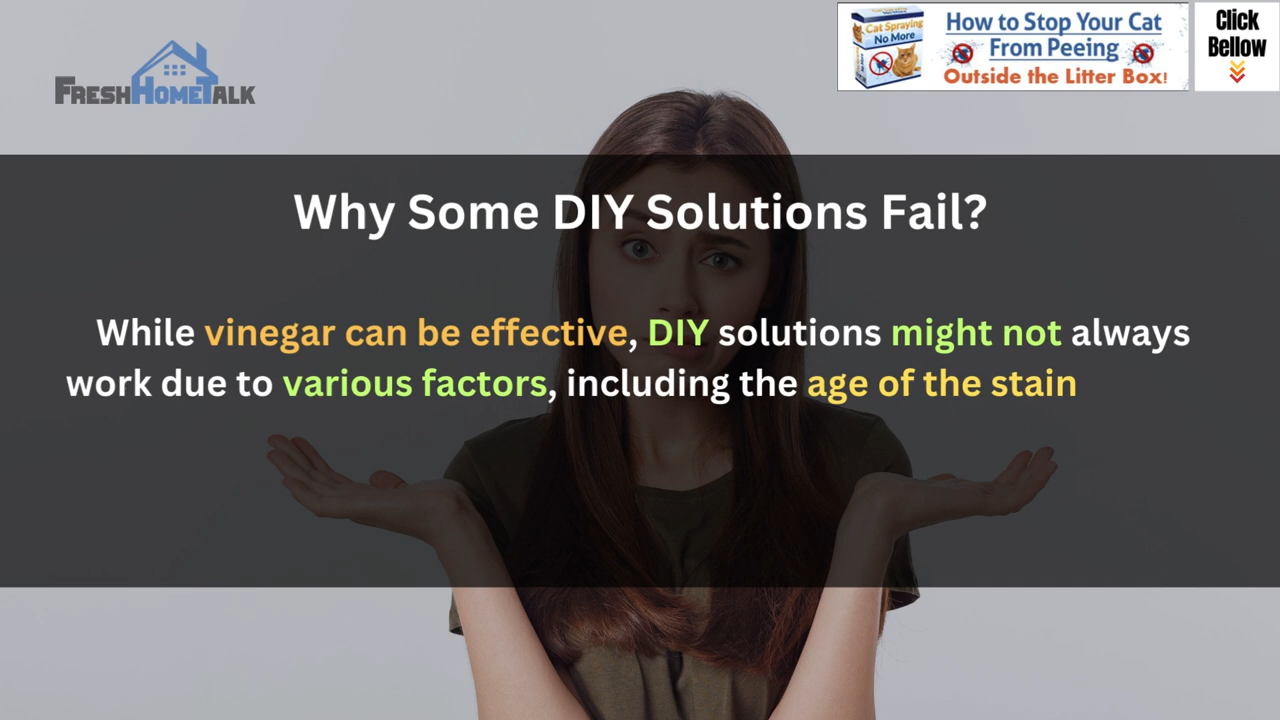 FRESHHOMETALK
Cat Spraying
No More
How to Stop Your Cat
From Peeing
Outside the Litter Box!
Click
Bellow
Why Some DIY Solutions Fail?
While vinegar can be effective, DIY solutions might not always
work due to various factors, including the age of the stain